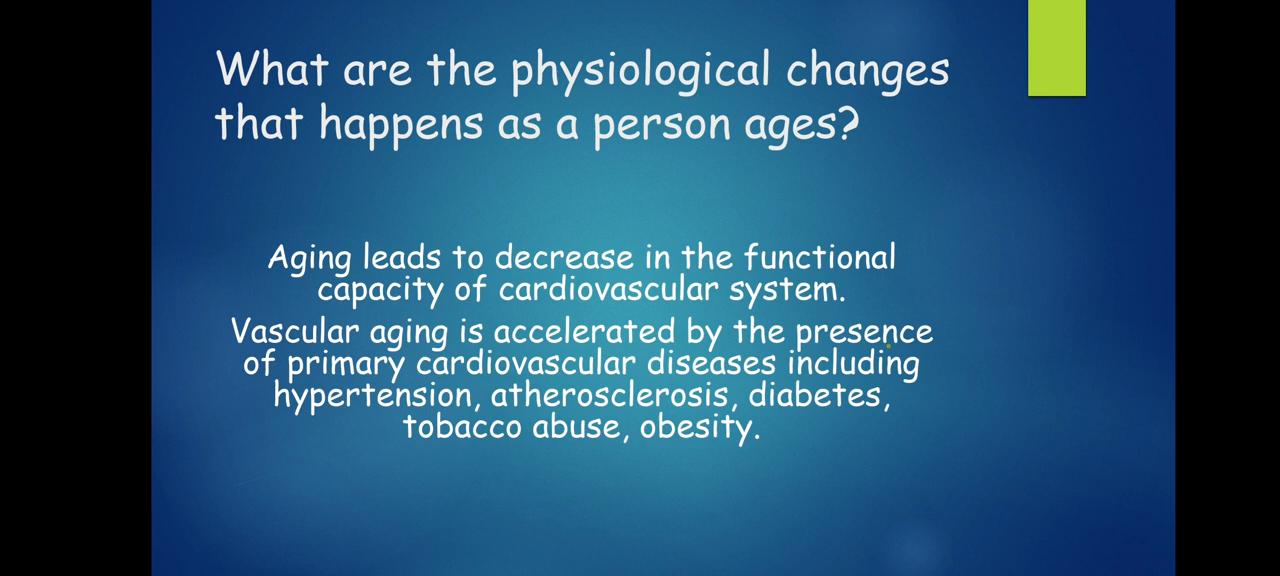 What are the physiological changes
that happens as a person ages?
Aging leads to decrease in the functional
capacity of cardiovascular system.
Vascular aging is accelerated by the presence
of primary cardiovascular diseases including
hypertension, atherosclerosis, diabetes,
tobacco abuse, obesity.